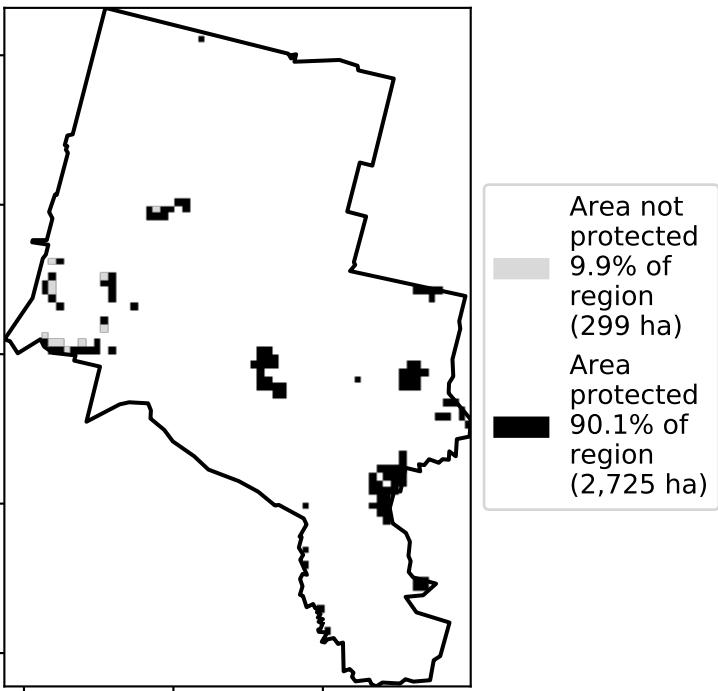 Area not
protected
9.9% of
region
(299 ha)
Area
protected
90.1% of
region
(2,725 ha)